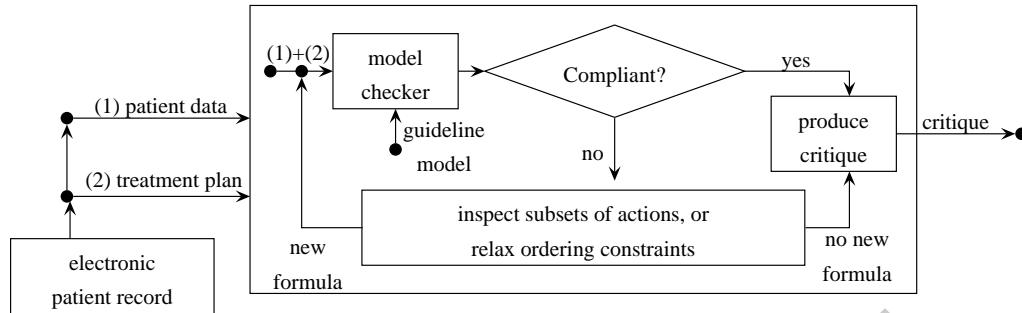 (1)+(2)
model
checker
Compliant?
yes
(1) patient data
guideline
model
no
produce
critique
critique
(2) treatment plan
inspect subsets of actions, or
relax ordering constraints
new
formula
no new
formula
electronic
patient record